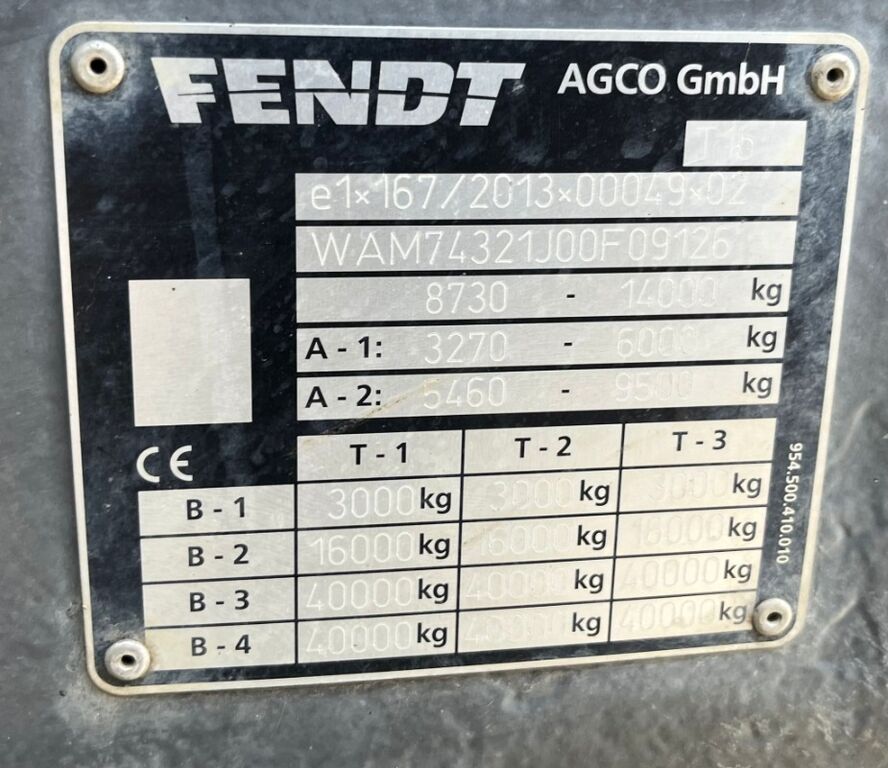 FENDT AGCO GmbH
T1b
e1*167/2013*00049*02
WAM74321J00F09126
8730 - 14000 kg
A - 1: 3270 - 6000 kg
A - 2: 5460 - 9500 kg
CE T - 1 T - 2 T - 3
B - 1 3000 kg 3000 kg 3000 kg
B - 2 16000 kg 16000 kg 16000 kg
B - 3 40000 kg 40000 kg 40000 kg
B - 4 40000 kg 40000 kg 40000 kg
954.500.410.010